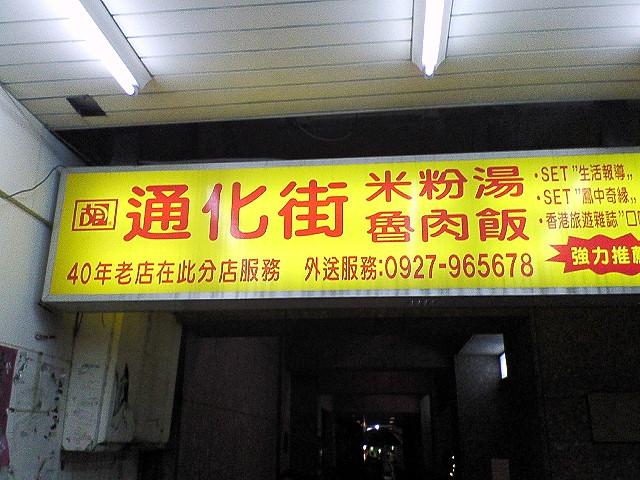 通化街
米粉湯
魯肉飯
·SET"生活報導„
·SET"鳳中奇緣„
·香港旅遊雜誌"
強力推薦
40年老店在此分店服務 外送服務:0927-965678